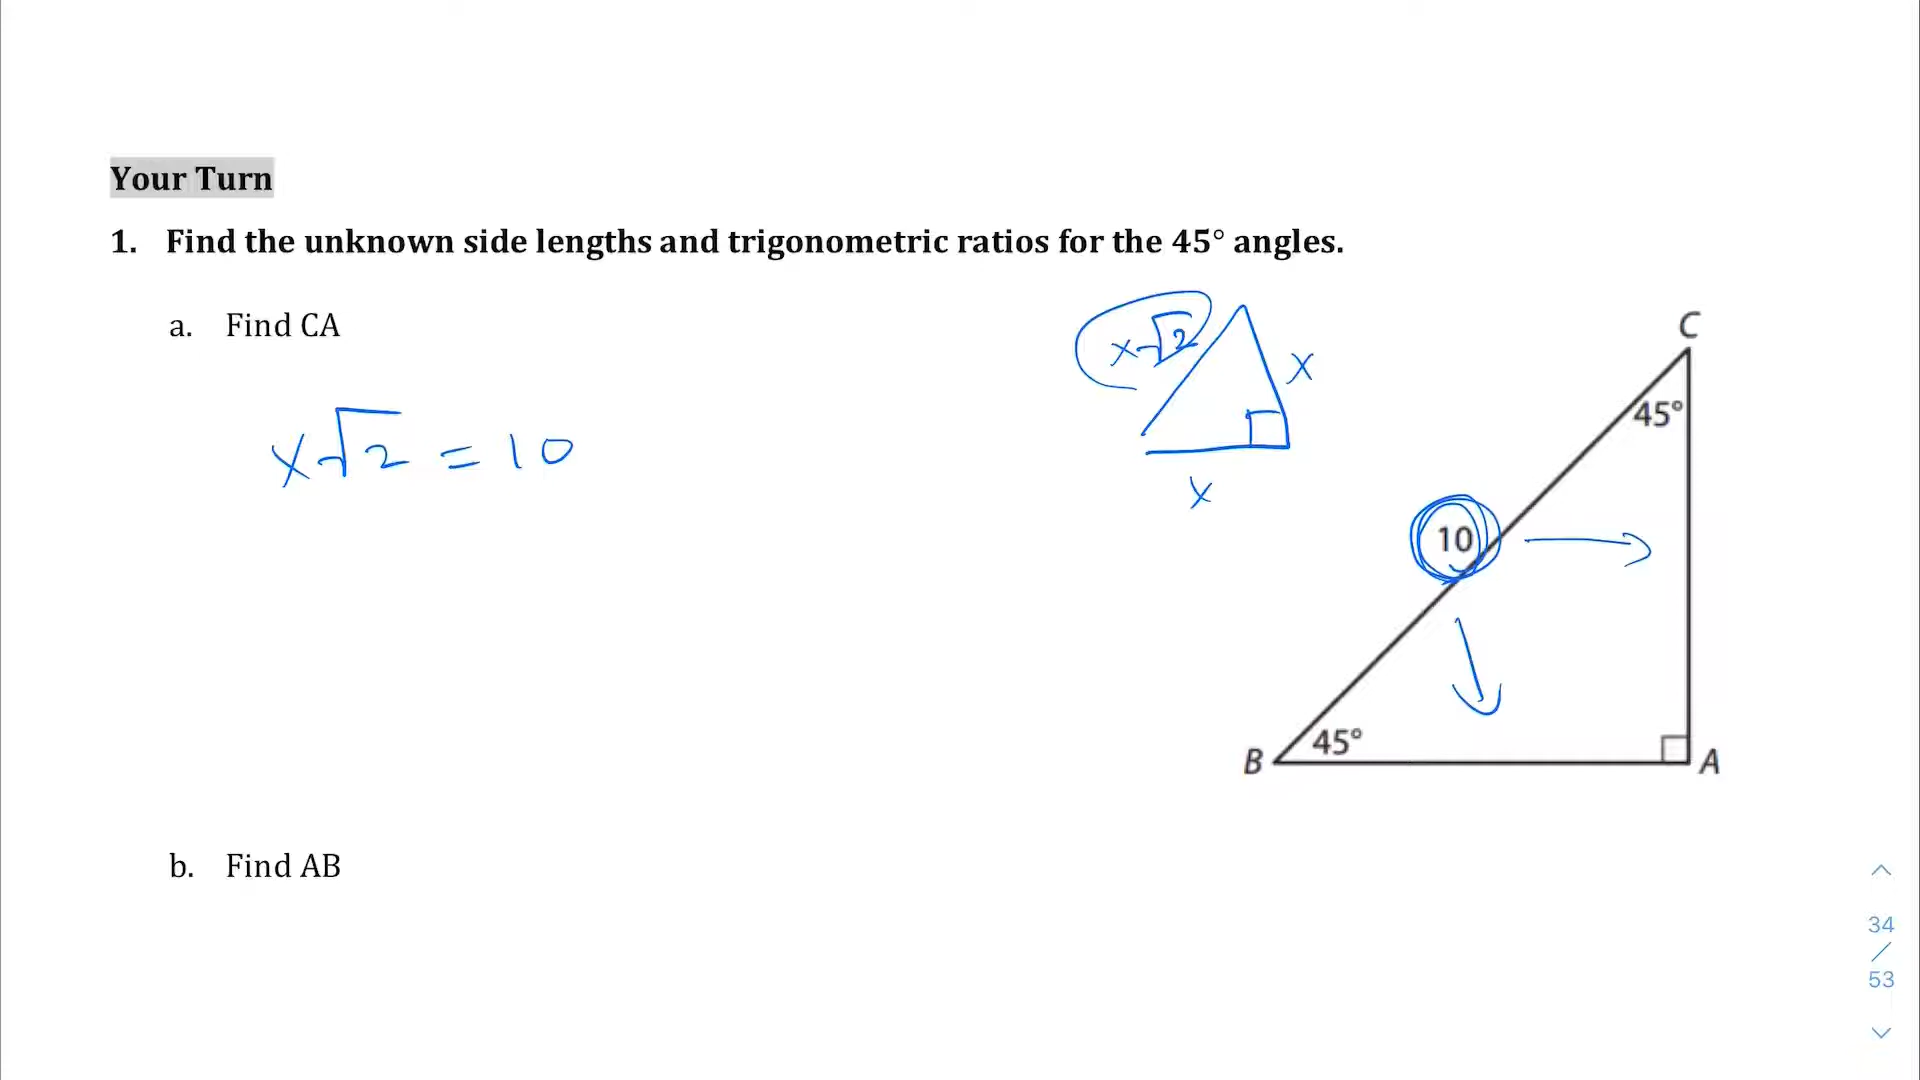 Your Turn
1. Find the unknown side lengths and trigonometric ratios for the 45° angles.
a. Find CA
x√2 = 10
x√2
x
x
C
45°
10
45°
B
A
b. Find AB
34
/
53